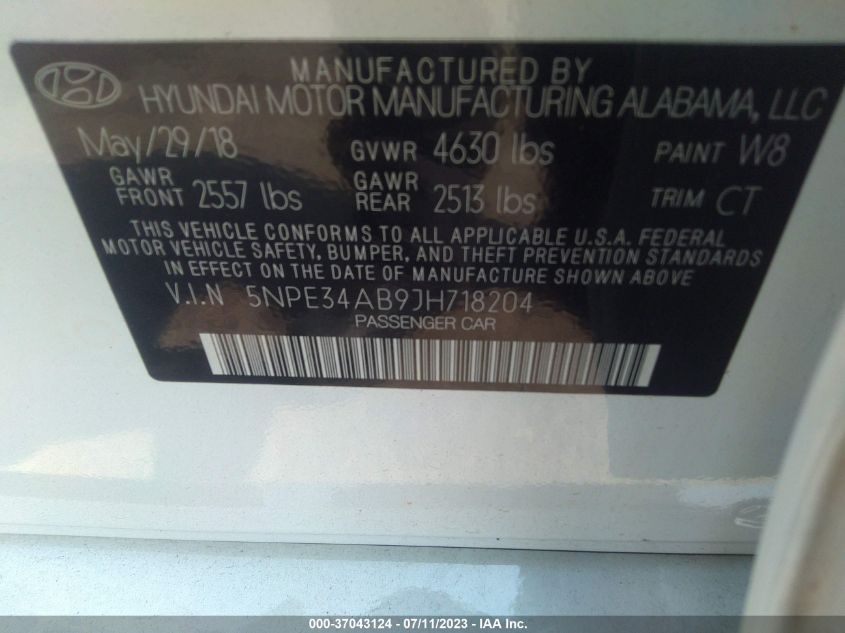 MANUFACTURED BY
HYUNDAI MOTOR MANUFACTURING ALABAMA, LLC
May/29/18 GVWR 4630 lbs PAINT W8
GAWR FRONT 2557 lbs GAWR REAR 2513 lbs TRIM CT
THIS VEHICLE CONFORMS TO ALL APPLICABLE U.S.A. FEDERAL
MOTOR VEHICLE SAFETY, BUMPER, AND THEFT PREVENTION STANDARDS
IN EFFECT ON THE DATE OF MANUFACTURE SHOWN ABOVE.
V.I.N 5NPE34AB9JH718204
PASSENGER CAR
000-37043124 - 07/11/2023 - IAA Inc.